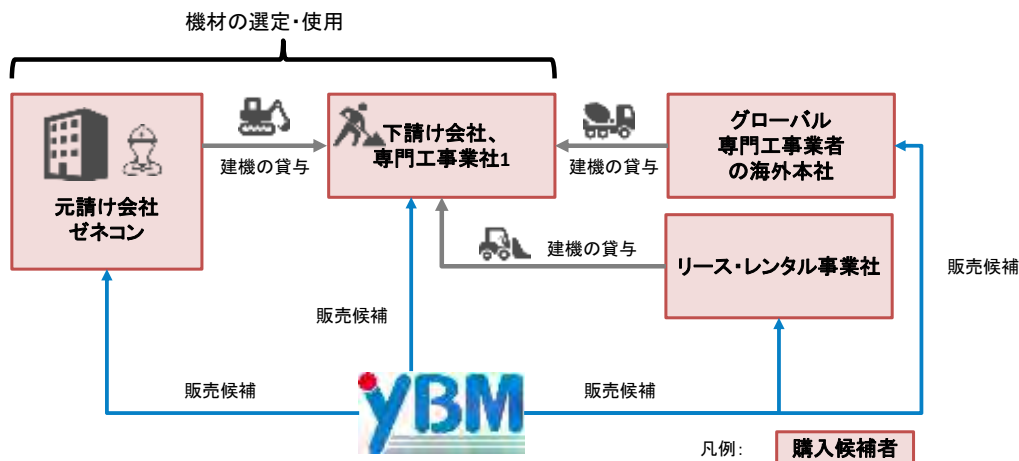 機材の選定・使用
元請け会社
ゼネコン
建機の貸与
下請け会社、
専門工事業社1
建機の貸与
グローバル
専門工事業者
の海外本社
建機の貸与
リース・レンタル事業社
販売候補
販売候補
販売候補
YBM
販売候補
凡例:
購入候補者